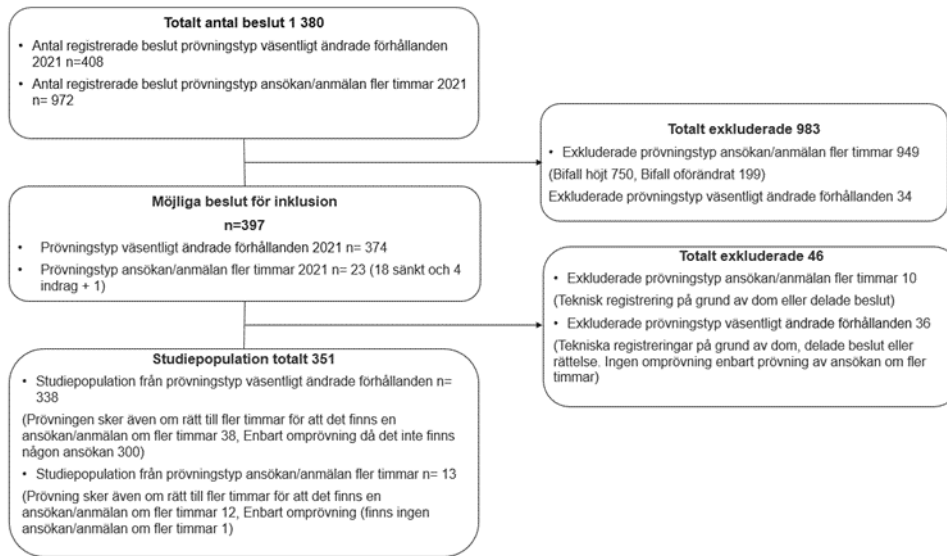 Totalt antal beslut 1 380
• Antal registrerade beslut prövningstyp väsentligt ändrade förhållanden
2021 n=408
• Antal registrerade beslut prövningstyp ansökan/anmälan fler timmar 2021
n= 972
Totalt exkluderade 983
• Exkluderade prövningstyp ansökan/anmälan fler timmar 949
(Bifall höjt 750, Bifall oförändrat 199)
Exkluderade prövningstyp väsentligt ändrade förhållanden 34
Möjliga beslut för inklusion
n=397
• Prövningstyp väsentligt ändrade förhållanden 2021 n= 374
• Prövningstyp ansökan/anmälan fler timmar 2021 n= 23 (18 sänkt och 4
indrag + 1)
Totalt exkluderade 46
• Exkluderade prövningstyp ansökan/anmälan fler timmar 10
(Teknisk registrering på grund av dom eller delade beslut)
• Exkluderade prövningstyp väsentligt ändrade förhållanden 36
(Tekniska registreringar på grund av dom, delade beslut eller
rättelse. Ingen omprövning enbart prövning av ansökan om fler
timmar)
Studiepopulation totalt 351
• Studiepopulation från prövningstyp väsentligt ändrade förhållanden n=
338
(Prövningen sker även om rätt till fler timmar för att det finns en
ansökan/anmälan om fler timmar 38, Enbart omprövning då det inte finns
någon ansökan 300)
• Studiepopulation från prövningstyp ansökan/anmälan fler timmar n= 13
(Prövning sker även om rätt till fler timmar för att det finns en
ansökan/anmälan om fler timmar 12, Enbart omprövning (finns ingen
ansökan/anmälan om fler timmar 1)